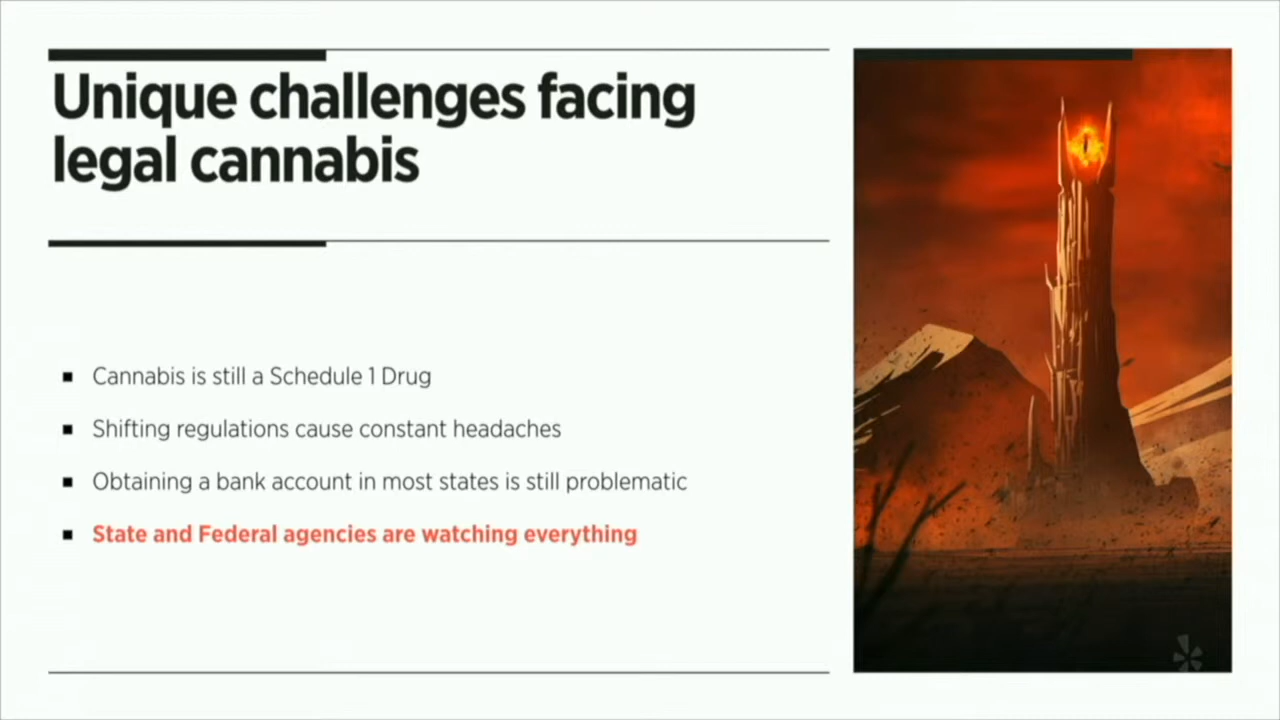 Unique challenges facing
legal cannabis
Cannabis is still a Schedule 1 Drug
Shifting regulations cause constant headaches
Obtaining a bank account in most states is still problematic
State and Federal agencies are watching everything